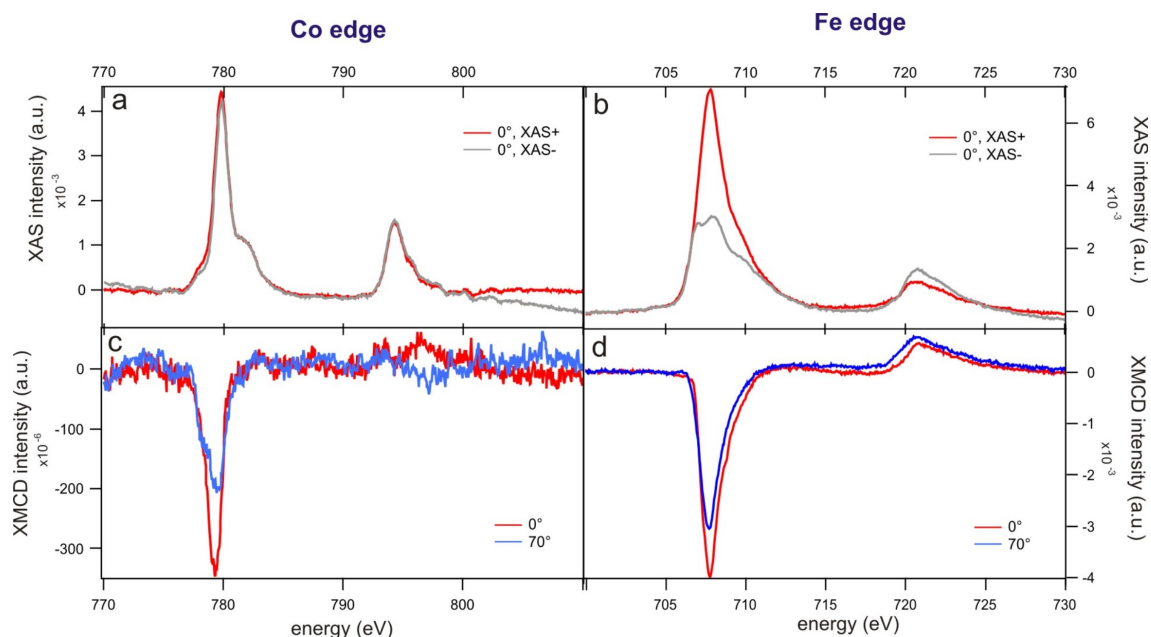 Co edge
Fe edge
770 780 790 800
705 710 715 720 725 730
a
b
0°, XAS+
0°, XAS-
0°, XAS+
0°, XAS-
XAS intensity (a.u.)
x10⁻³
4
3
2
1
0
6
4
2
0
XAS intensity (a.u.)
x10⁻³
c
d
XMCD intensity (a.u.)
x10⁻⁶
0
-100
-200
-300
0
-1
-2
-3
-4
XMCD intensity (a.u.)
x10⁻³
0°
70°
0°
70°
770 780 790 800
705 710 715 720 725 730
energy (eV)
energy (eV)